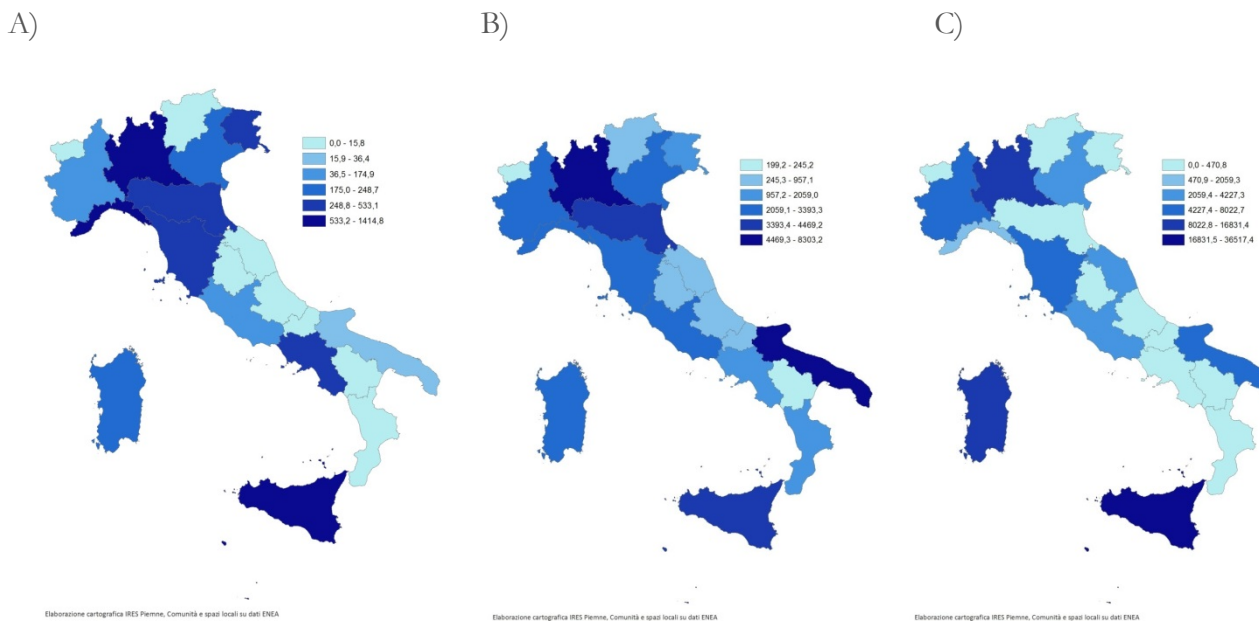 A)
B)
C)
0,0 - 15,8
15,9 - 36,4
36,5 - 174,9
175,0 - 248,7
248,8 - 533,1
533,2 - 1414,8
199,2 - 245,2
245,3 - 957,1
957,2 - 2059,0
2059,1 - 3393,3
3393,4 - 4469,2
4469,3 - 8303,2
0,0 - 470,8
470,9 - 2059,3
2059,4 - 4227,3
4227,4 - 8022,7
8022,8 - 16831,4
16831,5 - 36517,4
Elaborazione cartografica IRES Piemne, Comunità e spazi locali su dati ENEA
Elaborazione cartografica IRES Piemne, Comunità e spazi locali su dati ENEA
Elaborazione cartografica IRES Piemne, Comunità e spazi locali su dati ENEA